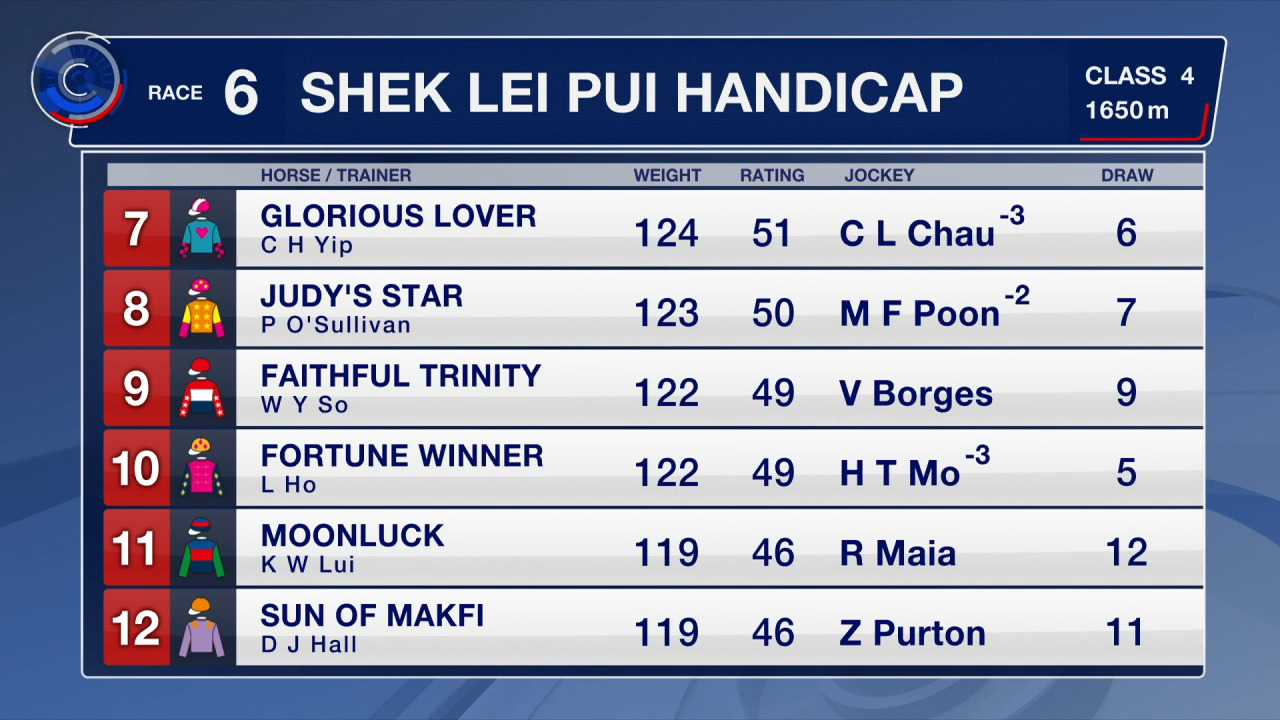 RACE 6 SHEK LEI PUI HANDICAP CLASS 4
1650m
HORSE / TRAINER WEIGHT RATING JOCKEY DRAW
7 GLORIOUS LOVER 124 51 C L Chau -3 6
C H Yip
8 JUDY'S STAR 123 50 M F Poon -2 7
P O'Sullivan
9 FAITHFUL TRINITY 122 49 V Borges 9
W Y So
10 FORTUNE WINNER 122 49 H T Mo -3 5
L Ho
11 MOONLUCK 119 46 R Maia 12
K W Lui
12 SUN OF MAKFI 119 46 Z Purton 11
D J Hall